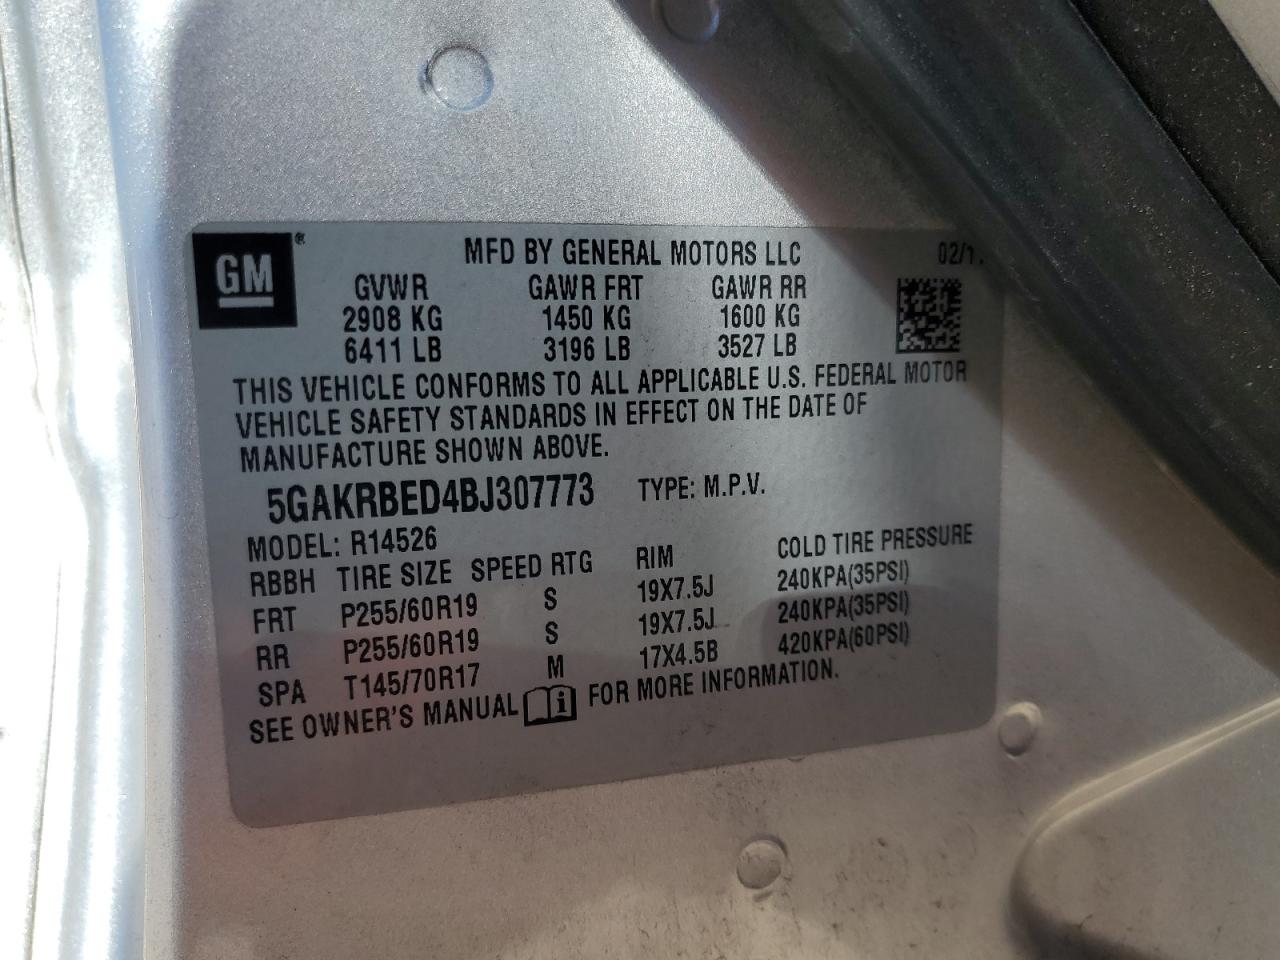 GM ® MFD BY GENERAL MOTORS LLC
GVWR GAWR FRT GAWR RR
2908 KG 1450 KG 1600 KG
6411 LB 3196 LB 3527 LB
THIS VEHICLE CONFORMS TO ALL APPLICABLE U.S. FEDERAL MOTOR
VEHICLE SAFETY STANDARDS IN EFFECT ON THE DATE OF
MANUFACTURE SHOWN ABOVE.
5GAKRBED4BJ307773 TYPE: M.P.V.
MODEL: R14526
RBBH TIRE SIZE SPEED RTG RIM COLD TIRE PRESSURE
FRT P255/60R19 S 19X7.5J 240KPA(35PSI)
RR P255/60R19 S 19X7.5J 240KPA(35PSI)
SPA T145/70R17 M 17X4.5B 420KPA(60PSI)
SEE OWNER'S MANUAL i FOR MORE INFORMATION.